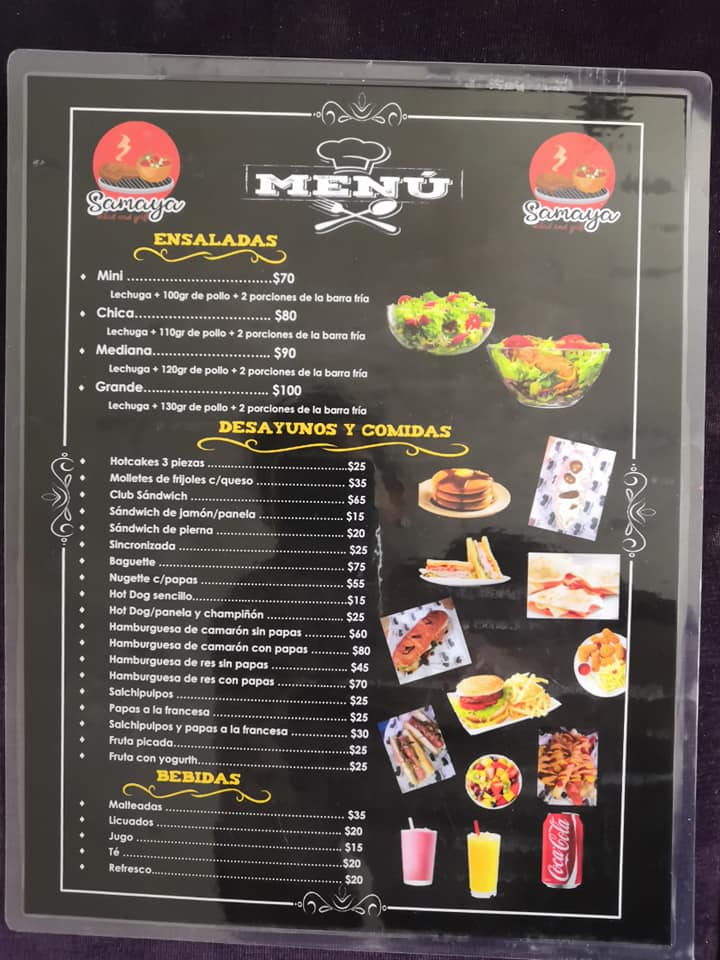 MENÚ
Samaya
salad and grill
Samaya
salad and grill
ENSALADAS
Mini ................................$70
Lechuga + 100gr de pollo + 2 porciones de la barra fría
Chica............................... $80
Lechuga + 110gr de pollo + 2 porciones de la barra fría
Mediana.......................... $90
Lechuga + 120gr de pollo + 2 porciones de la barra fría
Grande............................ $100
Lechuga + 130gr de pollo + 2 porciones de la barra fría
DESAYUNOS Y COMIDAS
Hotcakes 3 piezas ....................................$25
Molletes de frijoles c/queso ........................$35
Club Sándwich ........................................$65
Sándwich de jamón/panela ......................$15
Sándwich de pierna .................................$20
Sincronizada ...........................................$25
Baguette .................................................$75
Nugette c/papas .....................................$55
Hot Dog sencillo.......................................$15
Hot Dog/panela y champiñón ...................$25
Hamburguesa de camarón sin papas ............$60
Hamburguesa de camarón con papas ..........$80
Hamburguesa de res sin papas ...................$45
Hamburguesa de res con papas .................$70
Salchipulpos ............................................$25
Papas a la francesa ..................................$25
Salchipulpos y papas a la francesa ..............$30
Fruta picada.............................................$25
Fruta con yogurth.....................................$25
BEBIDAS
Malteadas ...............................................$35
Licuados .................................................$20
Jugo .......................................................$15
Té ..........................................................$20
Refresco..................................................$20
Coca-Cola